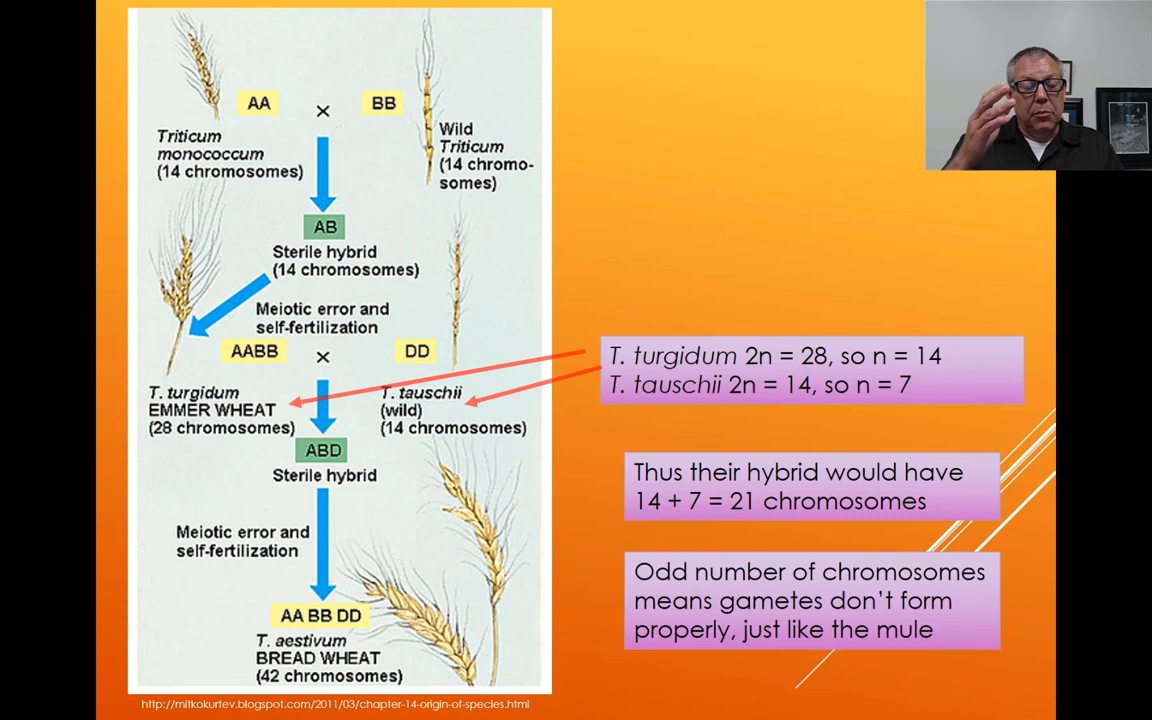 AA
×
BB
Triticum
monococcum
(14 chromosomes)
Wild
Triticum
(14 chromo-
somes)
AB
Sterile hybrid
(14 chromosomes)
Meiotic error and
self-fertilization
AABB
×
DD
T. turgidum
EMMER WHEAT
(28 chromosomes)
T. tauschii
(wild)
(14 chromosomes)
ABD
Sterile hybrid
Meiotic error and
self-fertilization
AA BB DD
T. aestivum
BREAD WHEAT
(42 chromosomes)
http://mitkokurtev.blogspot.com/2011/03/chapter-14-origin-of-species.html
T. turgidum 2n = 28, so n = 14
T. tauschii 2n = 14, so n = 7
Thus their hybrid would have
14 + 7 = 21 chromosomes
Odd number of chromosomes
means gametes don't form
properly, just like the mule